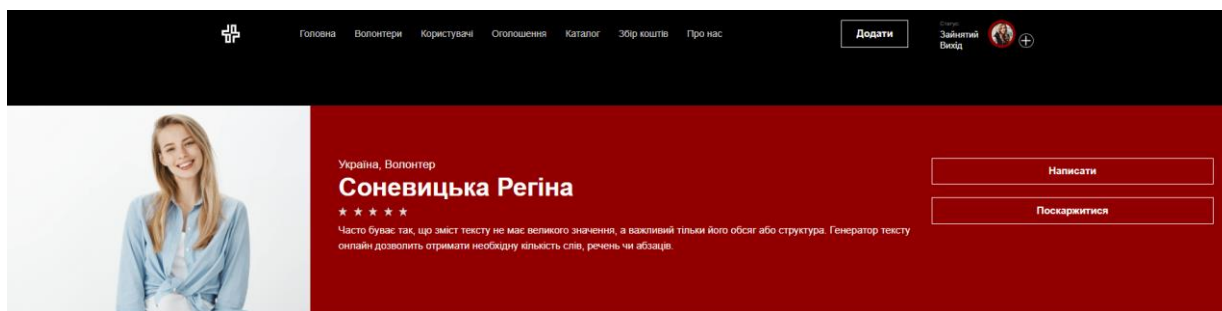 Головна Волонтери Користувачі Оголошення Каталог Збір коштів Про нас
Додати
Статус
Зайнятий
Вихід
Україна, Волонтер
Соневицька Регіна
Часто буває так, що зміст тексту не має великого значення, а важливий тільки його обсяг або структура. Генератор тексту
онлайн дозволить отримати необхідну кількість слів, речень чи абзаців.
Написати
Поскаржитися